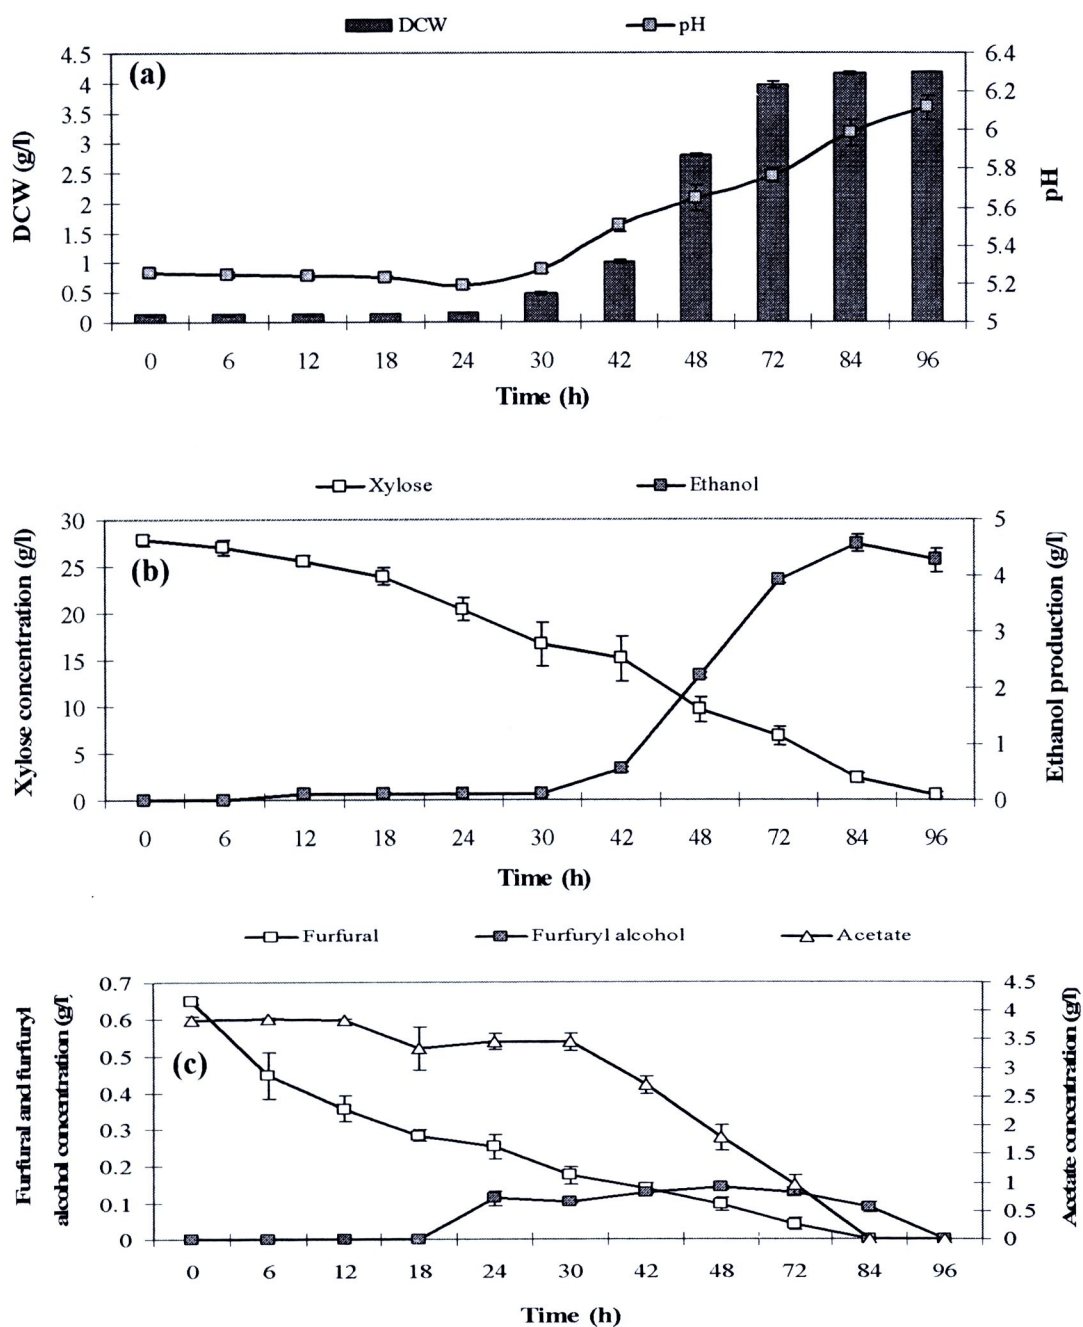 DCW pH
(a)
DCW (g/l)
4.5
4
3.5
3
2.5
2
1.5
1
0.5
0
6.4
6.2
6
5.8
5.6
5.4
5.2
5
pH
0 6 12 18 24 30 42 48 72 84 96
Time (h)
Xylose Ethanol
(b)
Xylose concentration (g/l)
30
25
20
15
10
5
0
5
4
3
2
1
0
Ethanol production (g/l)
0 6 12 18 24 30 42 48 72 84 96
Time (h)
Furfural Furfuryl alcohol Acetate
(c)
Furfural and furfuryl
alcohol concentration (g/l)
0.7
0.6
0.5
0.4
0.3
0.2
0.1
0
4.5
4
3.5
3
2.5
2
1.5
1
0.5
0
Acetate concentration (g/l)
0 6 12 18 24 30 42 48 72 84 96
Time (h)